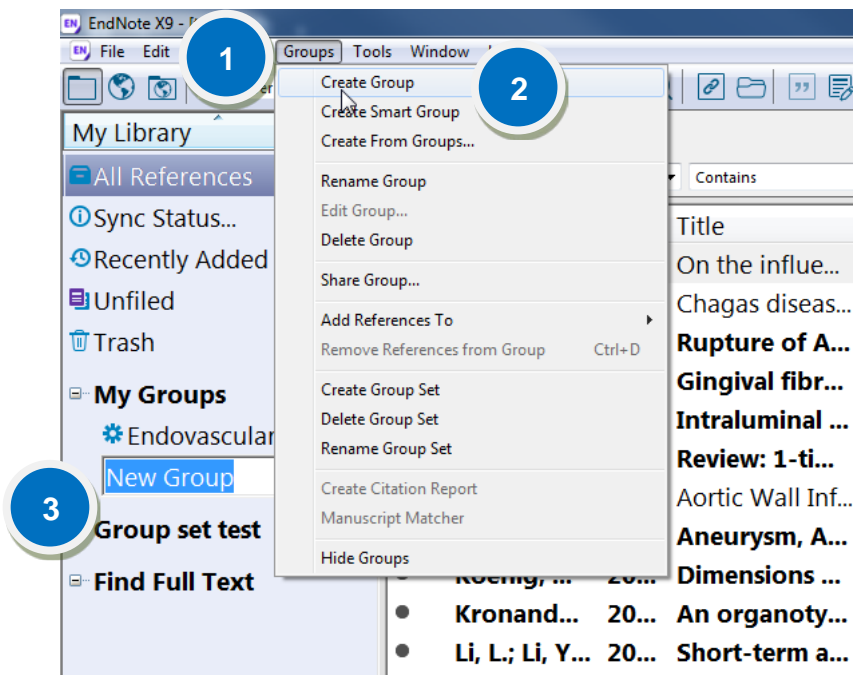 EndNote X9 - [
File Edit Groups Tools Window
1
2
My Library
All References
Sync Status...
Recently Added
Unfiled
Trash
My Groups
Endovascular
New Group
3
Group set test
Find Full Text
Create Group
Create Smart Group
Create From Groups...
Rename Group
Edit Group...
Delete Group
Share Group...
Add References To
Remove References from Group Ctrl+D
Create Group Set
Delete Group Set
Rename Group Set
Create Citation Report
Manuscript Matcher
Hide Groups
Contains
Title
On the influe...
Chagas diseas...
Rupture of A...
Gingival fibr...
Intraluminal ...
Review: 1-ti...
Aortic Wall Inf...
Aneurysm, A...
Koenig, ... 20... Dimensions ...
Kronand... 20... An organoty...
Li, L.; Li, Y... 20... Short-term a...